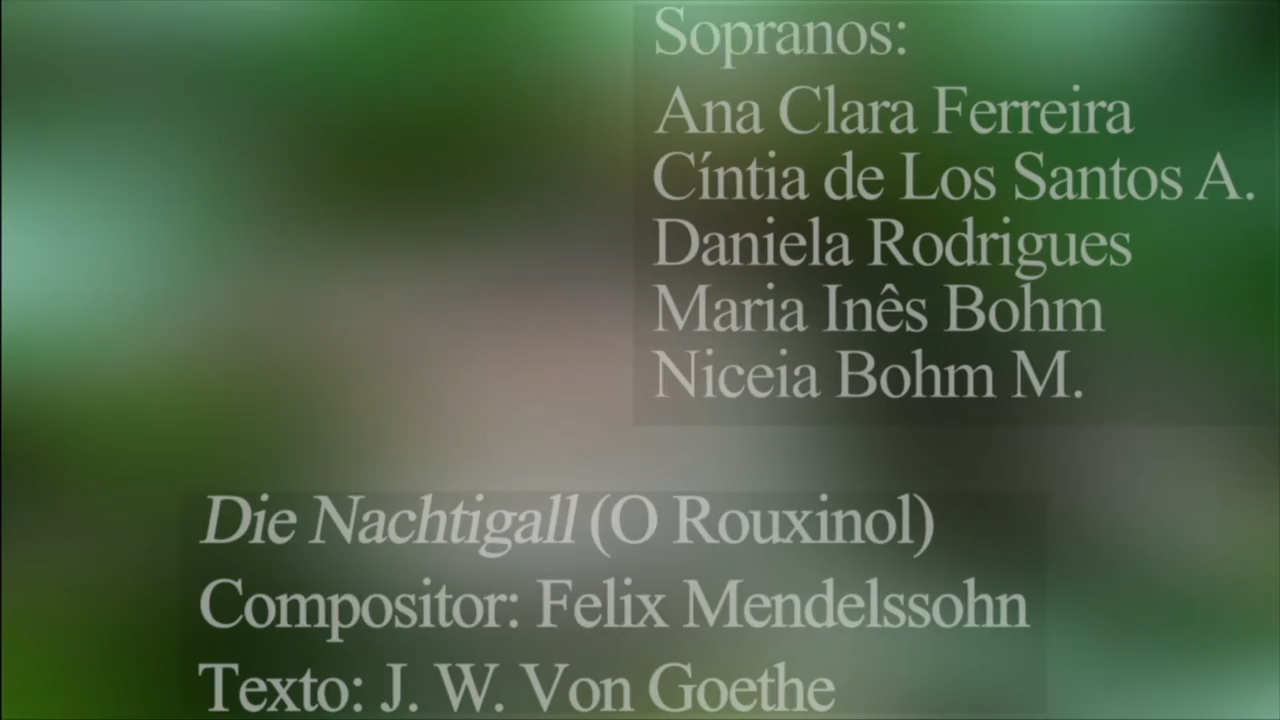 Sopranos:
Ana Clara Ferreira
Cíntia de Los Santos A.
Daniela Rodrigues
Maria Inês Bohm
Niceia Bohm M.
Die Nachtigall (O Rouxinol)
Compositor: Felix Mendelssohn
Texto: J. W. Von Goethe